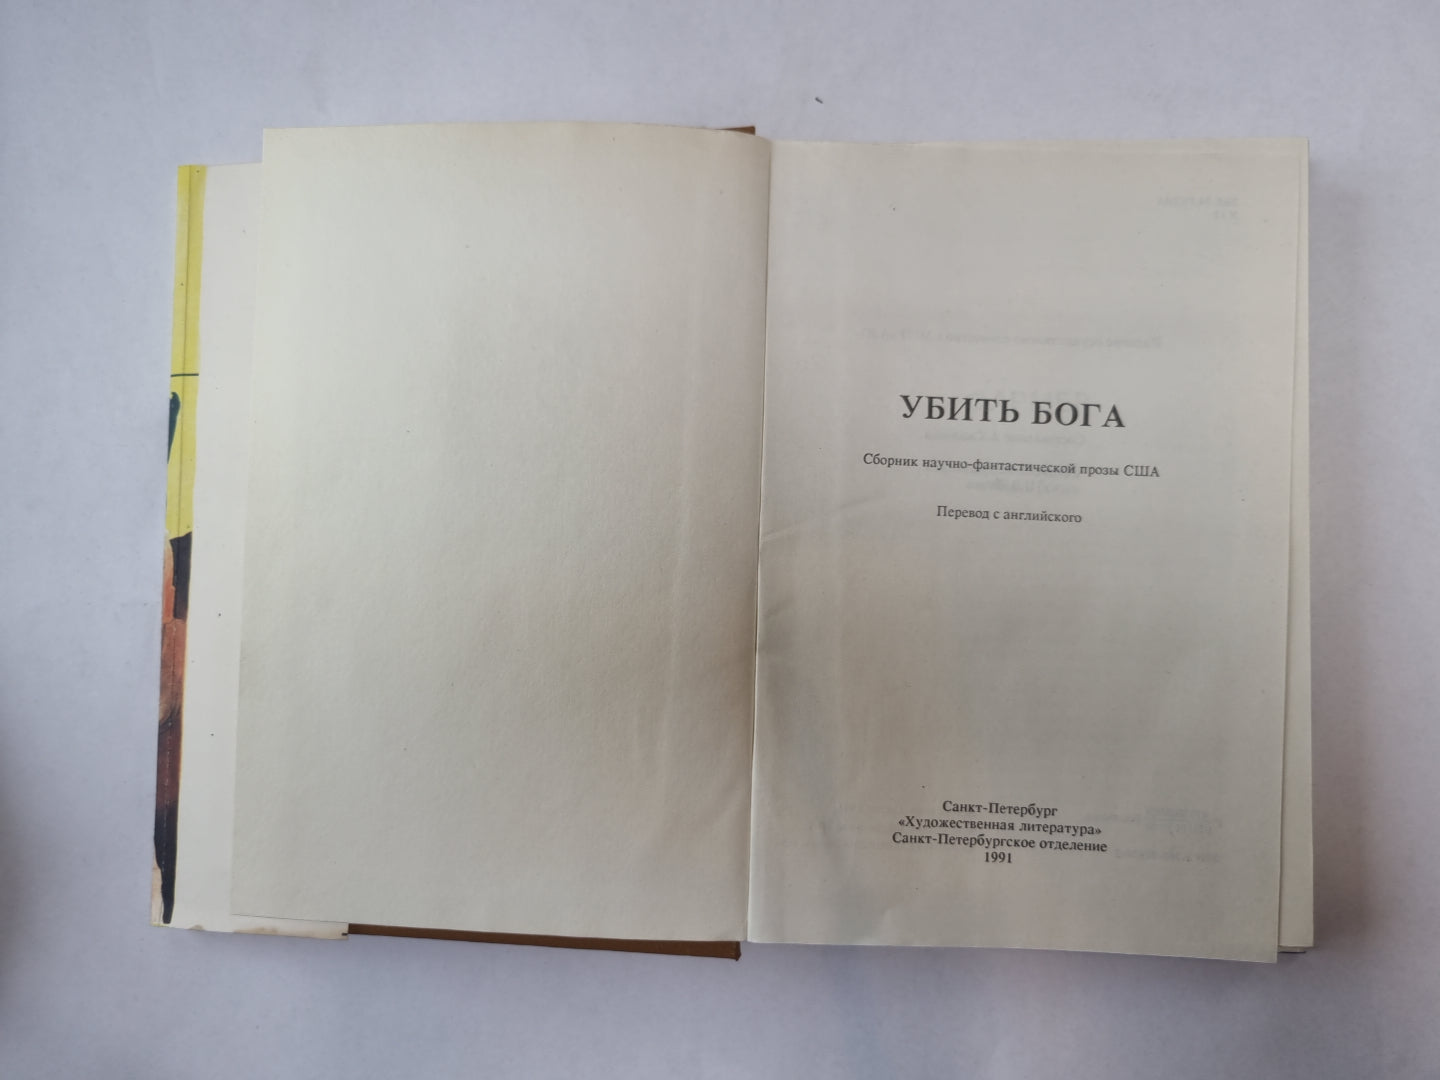 УБИТЬ БОГА
Сборник научно-фантастической прозы США
Перевод с английского
Санкт-Петербург
«Художественная литература»
Санкт-Петербургское отделение
1991